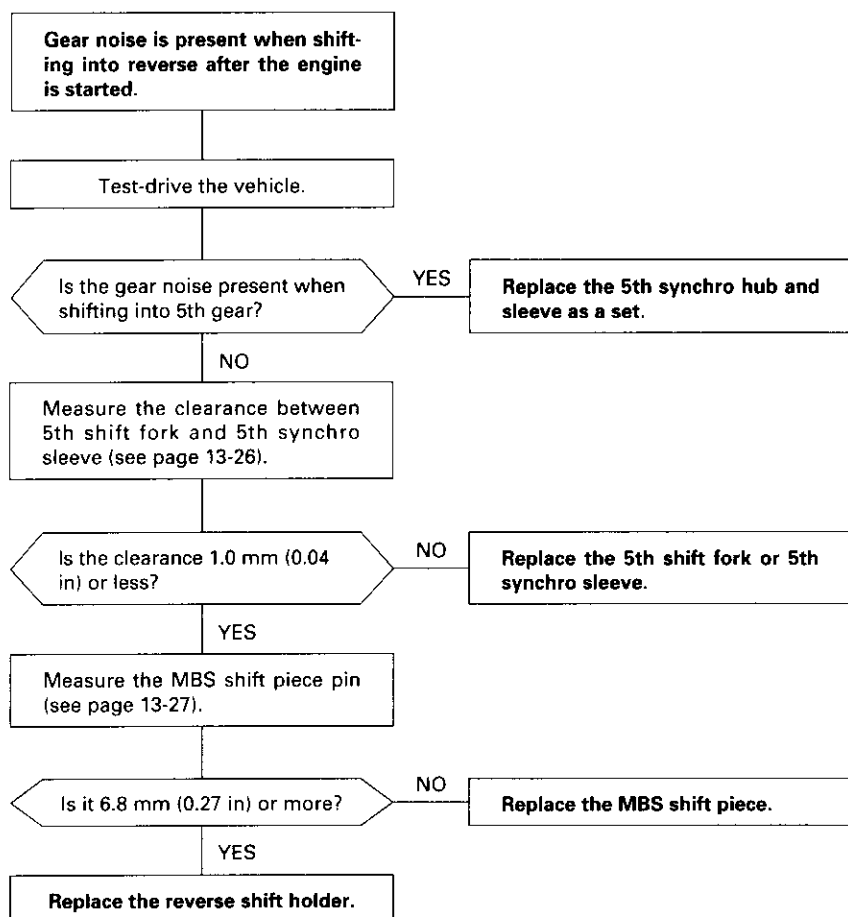 Gear noise is present when shift-
ing into reverse after the engine
is started.
Test-drive the vehicle.
Is the gear noise present when
shifting into 5th gear?
YES
Replace the 5th synchro hub and
sleeve as a set.
NO
Measure the clearance between
5th shift fork and 5th synchro
sleeve (see page 13-26).
Is the clearance 1.0 mm (0.04
in) or less?
NO
Replace the 5th shift fork or 5th
synchro sleeve.
YES
Measure the MBS shift piece pin
(see page 13-27).
Is it 6.8 mm (0.27 in) or more?
NO
Replace the MBS shift piece.
YES
Replace the reverse shift holder.